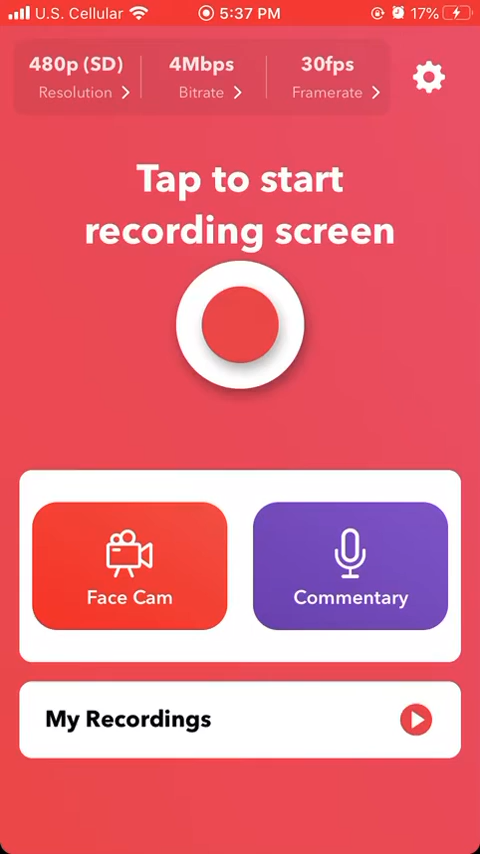 U.S. Cellular 5:37 PM 17%
480p (SD) 4Mbps 30fps
Resolution Bitrate Framerate
Tap to start
recording screen
Face Cam Commentary
My Recordings